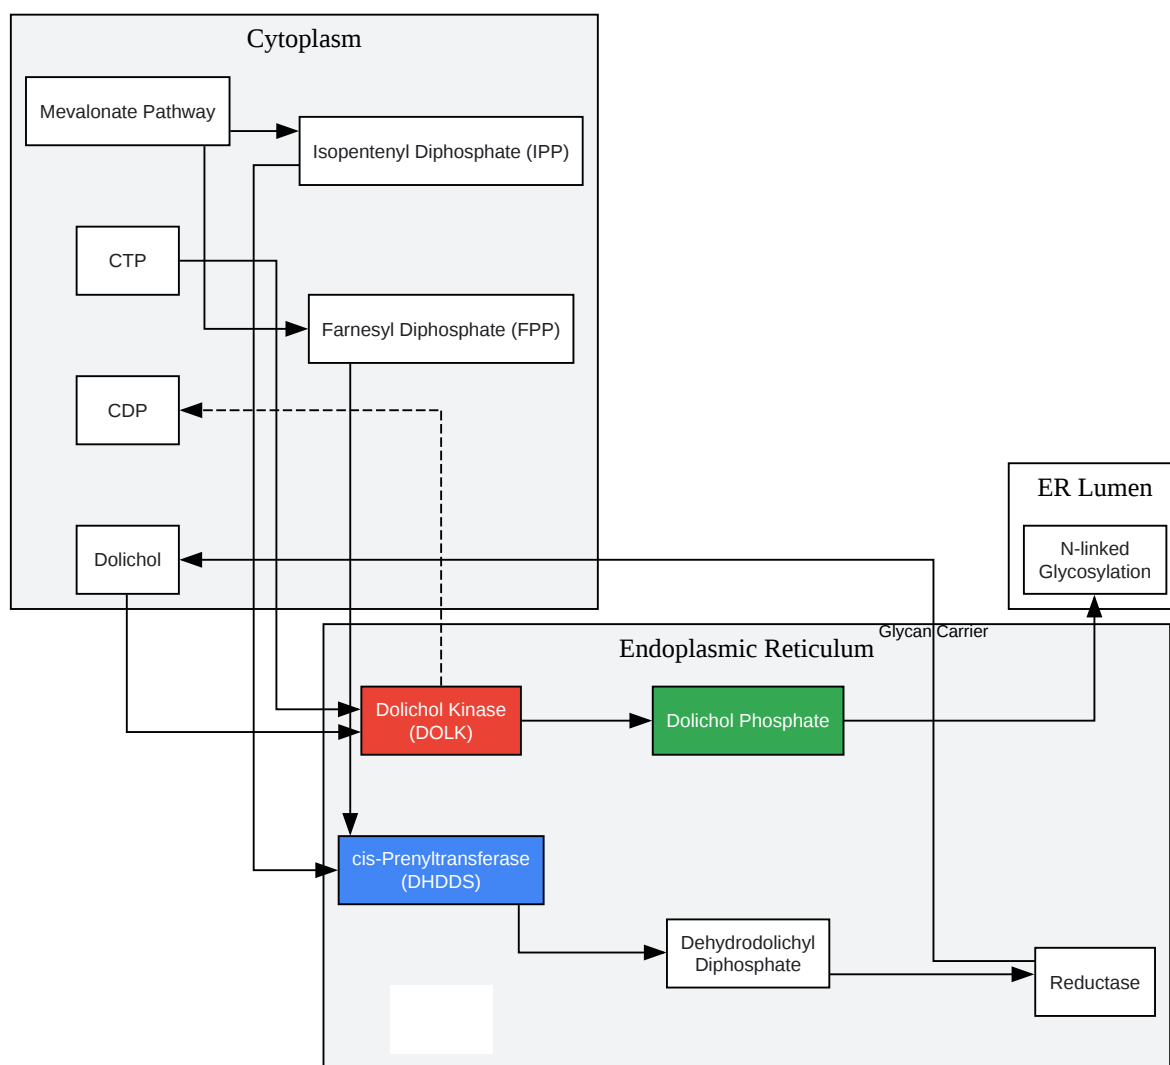 Cytoplasm
Mevalonate Pathway
Isopentenyl Diphosphate (IPP)
CTP
Farnesyl Diphosphate (FPP)
CDP
ER Lumen
Dolichol
N-linked
Glycosylation
Glycan Carrier
Endoplasmic Reticulum
Dolichol Kinase
(DOLK)
Dolichol Phosphate
cis-Prenyltransferase
(DHDDS)
Dehydrodolichyl
Diphosphate
Reductase